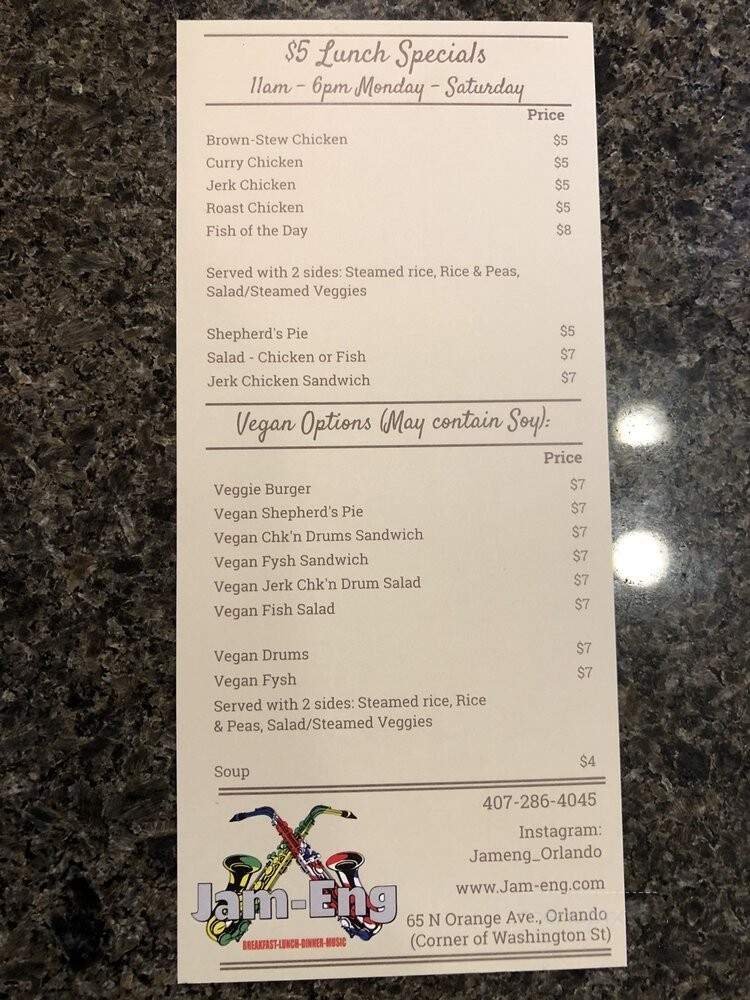 $5 Lunch Specials
11am - 6pm Monday - Saturday
Price
Brown-Stew Chicken $5
Curry Chicken $5
Jerk Chicken $5
Roast Chicken $5
Fish of the Day $8
Served with 2 sides: Steamed rice, Rice & Peas,
Salad/Steamed Veggies
Shepherd's Pie $5
Salad - Chicken or Fish $7
Jerk Chicken Sandwich $7
Vegan Options (May contain Soy):
Price
Veggie Burger $7
Vegan Shepherd's Pie $7
Vegan Chk'n Drums Sandwich $7
Vegan Fysh Sandwich $7
Vegan Jerk Chk'n Drum Salad $7
Vegan Fish Salad $7
Vegan Drums $7
Vegan Fysh $7
Served with 2 sides: Steamed rice, Rice
& Peas, Salad/Steamed Veggies
Soup $4
407-286-4045
Instagram:
Jameng_Orlando
www.Jam-eng.com
65 N Orange Ave., Orlando
(Corner of Washington St)
Jam-Eng
BREAKFAST-LUNCH-DINNER-MUSIC